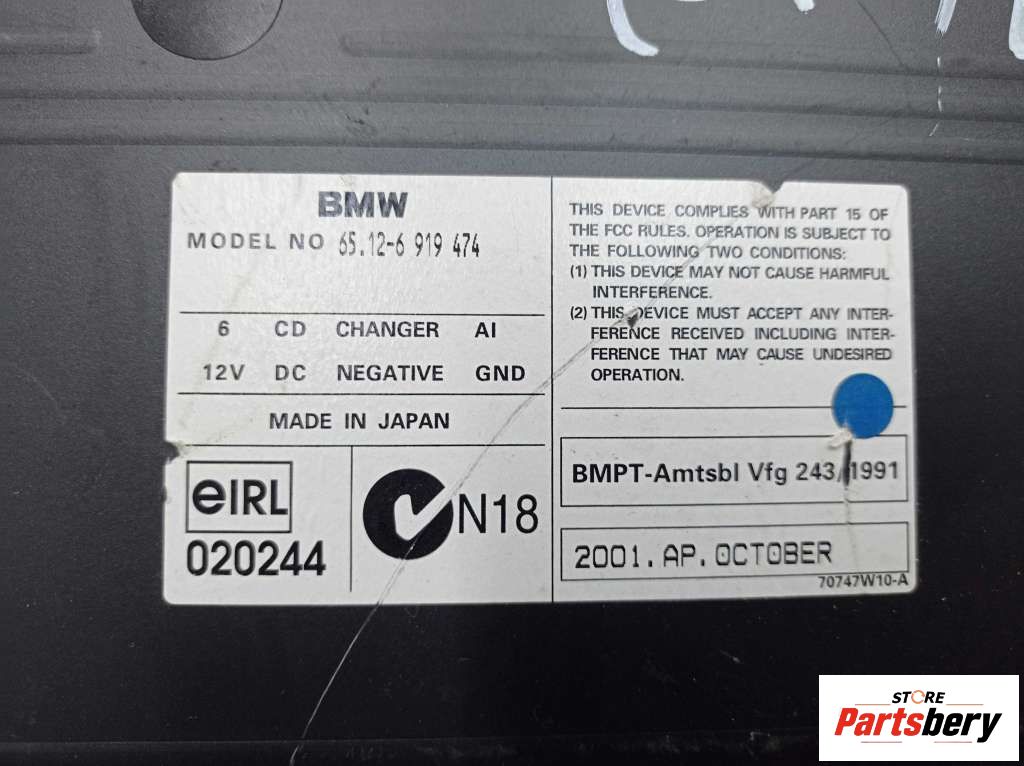 BMW
MODEL NO 65.12-6 919 474
6 CD CHANGER AI
12V DC NEGATIVE GND
MADE IN JAPAN
eIRL
020244
N18
THIS DEVICE COMPLIES WITH PART 15 OF
THE FCC RULES. OPERATION IS SUBJECT TO
THE FOLLOWING TWO CONDITIONS:
(1) THIS DEVICE MAY NOT CAUSE HARMFUL
INTERFERENCE.
(2) THIS DEVICE MUST ACCEPT ANY INTER-
FERENCE RECEIVED INCLUDING INTER-
FERENCE THAT MAY CAUSE UNDESIRED
OPERATION.
BMPT-Amtsbl Vfg 243/1991
2001.AP.OCTOBER
70747W10-A
STORE
Partsbery